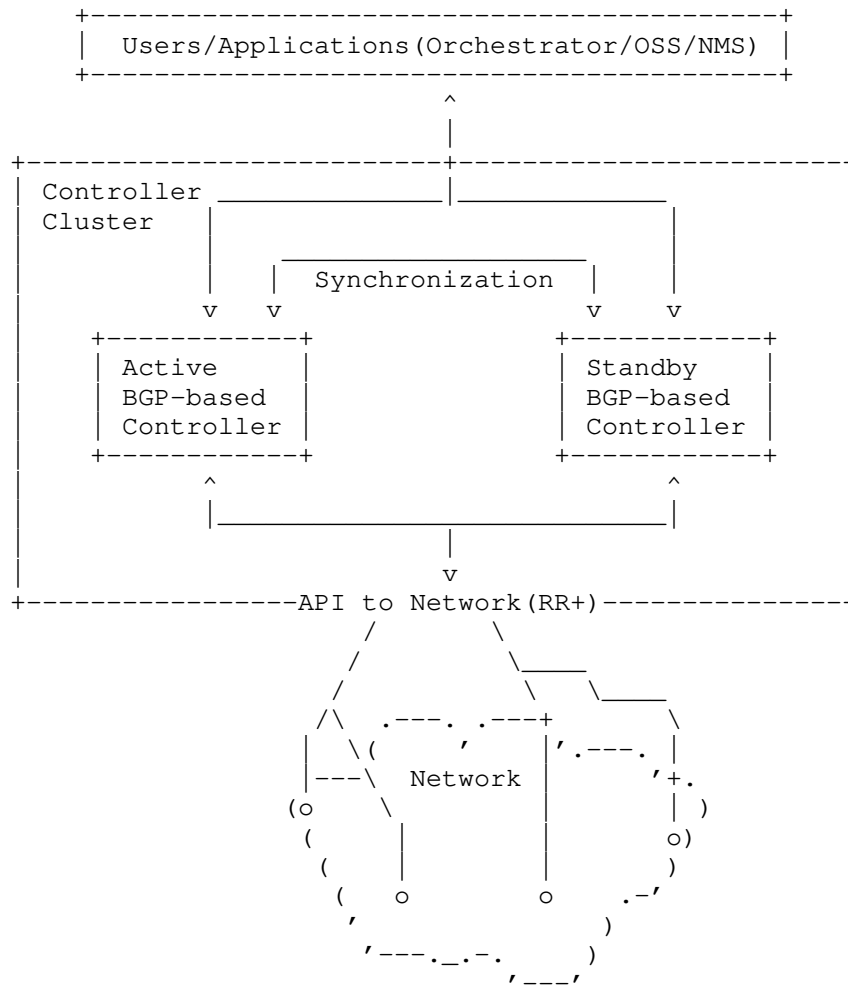 Users/Applications(Orchestrator/OSS/NMS)
Controller
Cluster
Synchronization
Active
BGP-based
Controller
Standby
BGP-based
Controller
API to Network(RR+)
Network